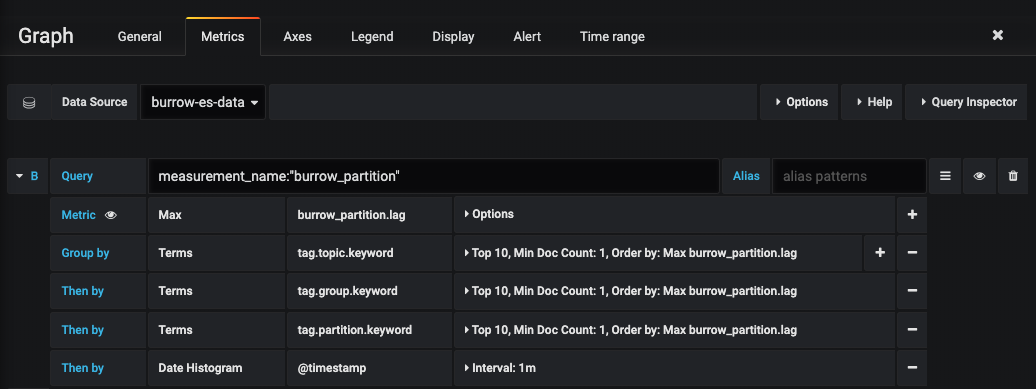 Graph General Metrics Axes Legend Display Alert Time range ×
Data Source burrow-es-data Options Help Query Inspector
B Query measurement_name:"burrow_partition" Alias alias patterns
Metric Max burrow_partition.lag Options +
Group by Terms tag.topic.keyword Top 10, Min Doc Count: 1, Order by: Max burrow_partition.lag + −
Then by Terms tag.group.keyword Top 10, Min Doc Count: 1, Order by: Max burrow_partition.lag −
Then by Terms tag.partition.keyword Top 10, Min Doc Count: 1, Order by: Max burrow_partition.lag −
Then by Date Histogram @timestamp Interval: 1m −